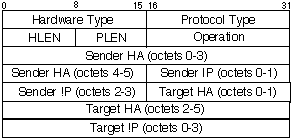 0 8 15 16 31
Hardware Type Protocol Type
HLEN PLEN Operation
Sender HA (octets 0-3)
Sender HA (octets 4-5) Sender IP (octets 0-1)
Sender !P (octets 2-3) Target HA (octets 0-1)
Target HA (octets 2-5)
Target !P (octets 0-3)